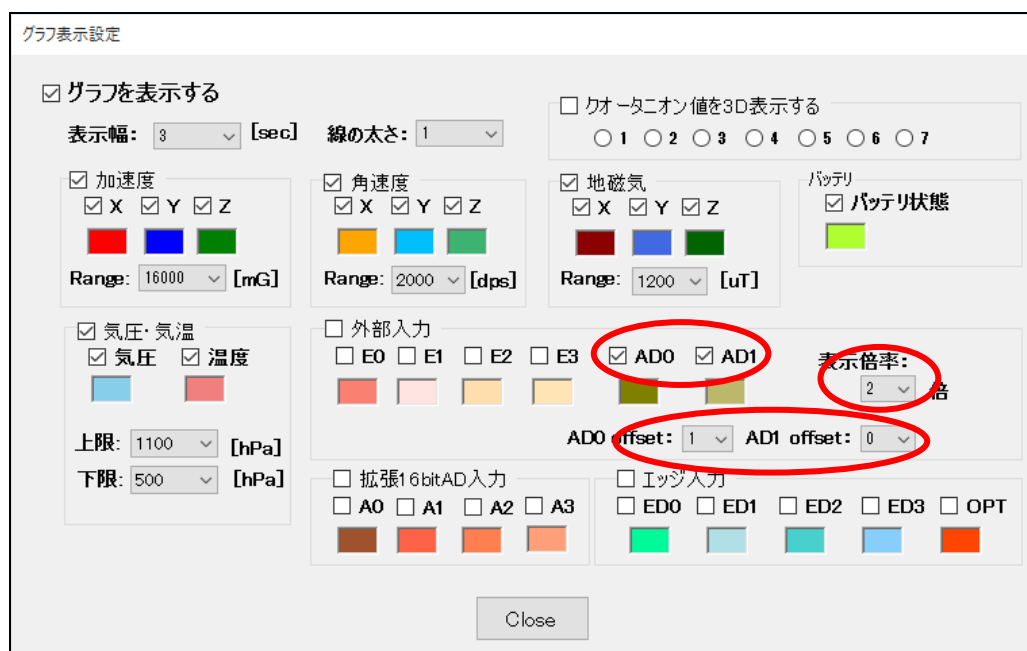 グラフ表示設定
グラフを表示する
クオータニオン値を3D表示する
表示幅: 3 [sec] 線の太さ: 1
1 2 3 4 5 6 7
加速度 角速度 地磁気 バッテリ
X Y Z X Y Z X Y Z バッテリ状態
Range: 16000 [mG] Range: 2000 [dps] Range: 1200 [uT]
気圧・気温 外部入力
気圧 温度 E0 E1 E2 E3 AD0 AD1 表示倍率:
2 倍
上限: 1100 [hPa] AD0 offset: 1 AD1 offset: 0
下限: 500 [hPa] 拡張16bitAD入力 エッジ入力
A0 A1 A2 A3 ED0 ED1 ED2 ED3 OPT
Close